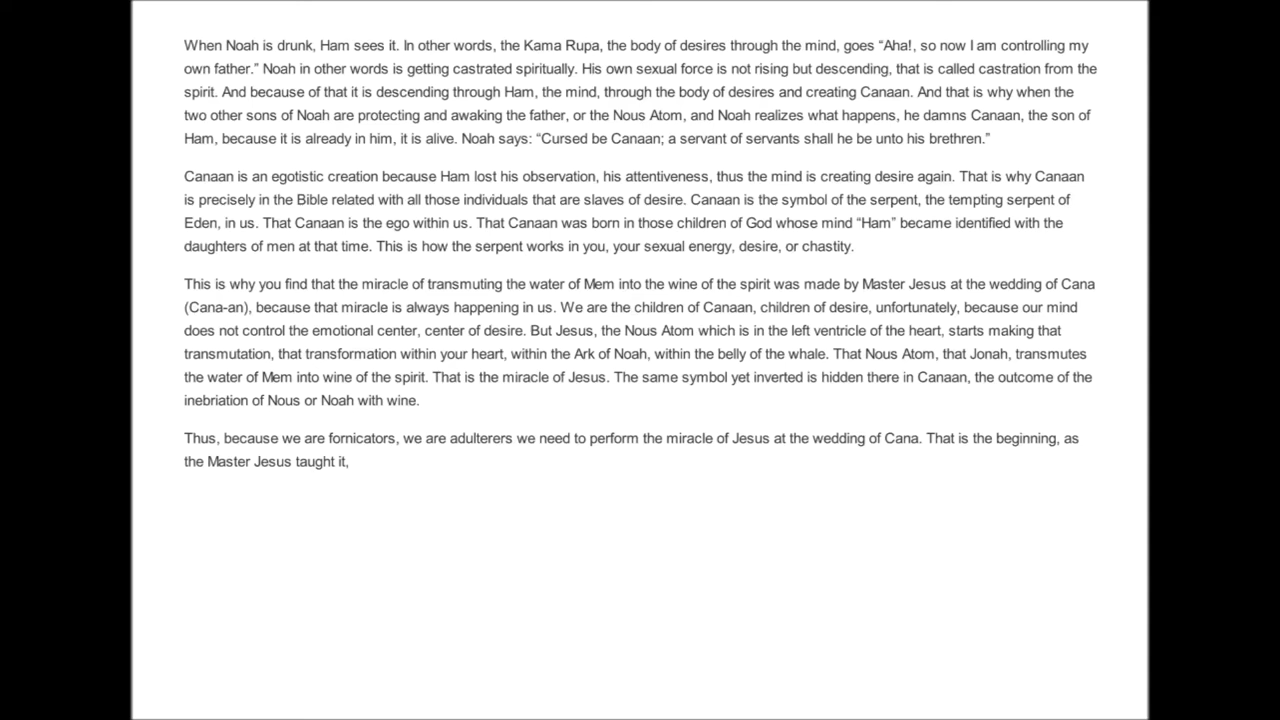 When Noah is drunk, Ham sees it. In other words, the Kama Rupa, the body of desires through the mind, goes “Aha!, so now I am controlling my
own father.” Noah in other words is getting castrated spiritually. His own sexual force is not rising but descending, that is called castration from the
spirit. And because of that it is descending through Ham, the mind, through the body of desires and creating Canaan. And that is why when the
two other sons of Noah are protecting and awaking the father, or the Nous Atom, and Noah realizes what happens, he damns Canaan, the son of
Ham, because it is already in him, it is alive. Noah says: “Cursed be Canaan; a servant of servants shall he be unto his brethren.”
Canaan is an egotistic creation because Ham lost his observation, his attentiveness, thus the mind is creating desire again. That is why Canaan
is precisely in the Bible related with all those individuals that are slaves of desire. Canaan is the symbol of the serpent, the tempting serpent of
Eden, in us. That Canaan is the ego within us. That Canaan was born in those children of God whose mind “Ham” became identified with the
daughters of men at that time. This is how the serpent works in you, your sexual energy, desire, or chastity.
This is why you find that the miracle of transmuting the water of Mem into the wine of the spirit was made by Master Jesus at the wedding of Cana
(Cana-an), because that miracle is always happening in us. We are the children of Canaan, children of desire, unfortunately, because our mind
does not control the emotional center, center of desire. But Jesus, the Nous Atom which is in the left ventricle of the heart, starts making that
transmutation, that transformation within your heart, within the Ark of Noah, within the belly of the whale. That Nous Atom, that Jonah, transmutes
the water of Mem into wine of the spirit. That is the miracle of Jesus. The same symbol yet inverted is hidden there in Canaan, the outcome of the
inebriation of Nous or Noah with wine.
Thus, because we are fornicators, we are adulterers we need to perform the miracle of Jesus at the wedding of Cana. That is the beginning, as
the Master Jesus taught it,